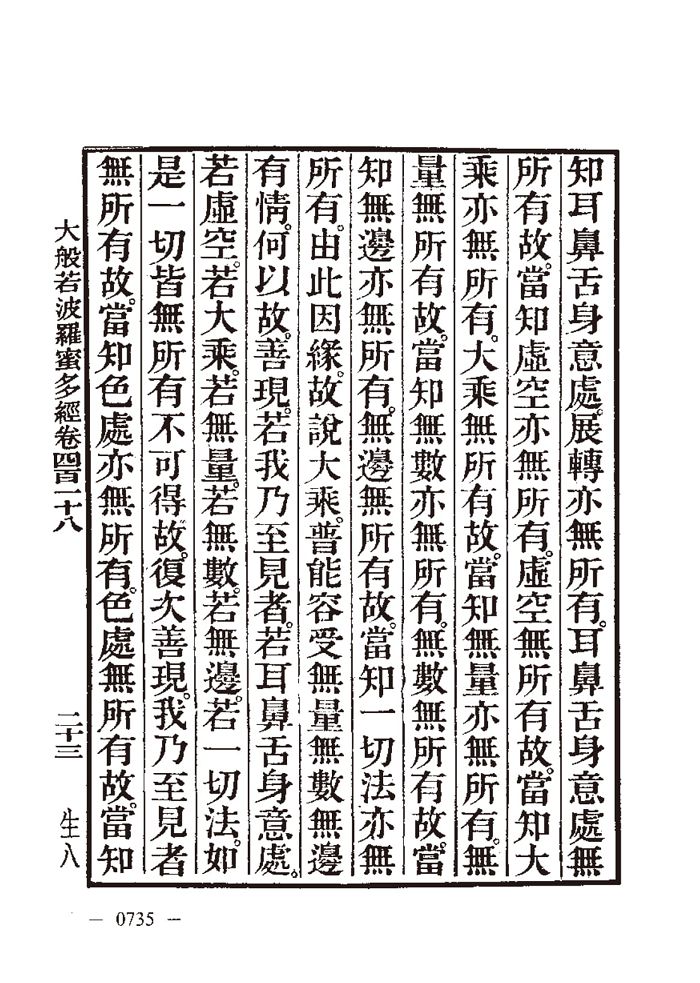 知耳鼻舌身意處。展轉亦無所有。耳鼻舌身意處無
所有故。當知虛空亦無所有。虛空無所有故。當知大
乘亦無所有。大乘無所有故。當知無量亦無所有。無
量無所有故。當知無數亦無所有。無數無所有故。當
知無邊亦無所有。無邊無所有故。當知一切法亦無
所有。由此因緣。故說大乘。普能容受無量無數無邊
有情。何以故。善現。若我乃至見者。若耳鼻舌身意處。
若虛空。若大乘。若無量。若無數。若無邊。若一切法。如
是一切皆無所有不可得故。復次善現。我乃至見者
無所有故。當知色處亦無所有。色處無所有故。當知
大般若波羅蜜多經卷四百一十八 二十三 生八
— 0735 —